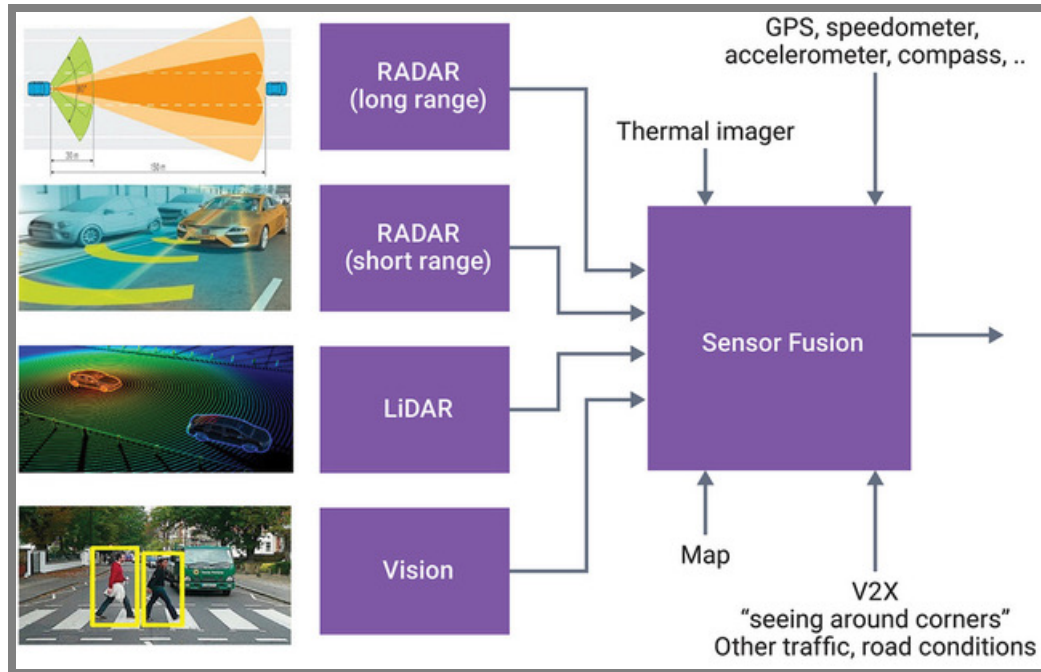 GPS, speedometer,
accelerometer, compass, ..
RADAR
(long range)
Thermal imager
RADAR
(short range)
Sensor Fusion
LiDAR
Vision
Map
V2X
“seeing around corners”
Other traffic, road conditions